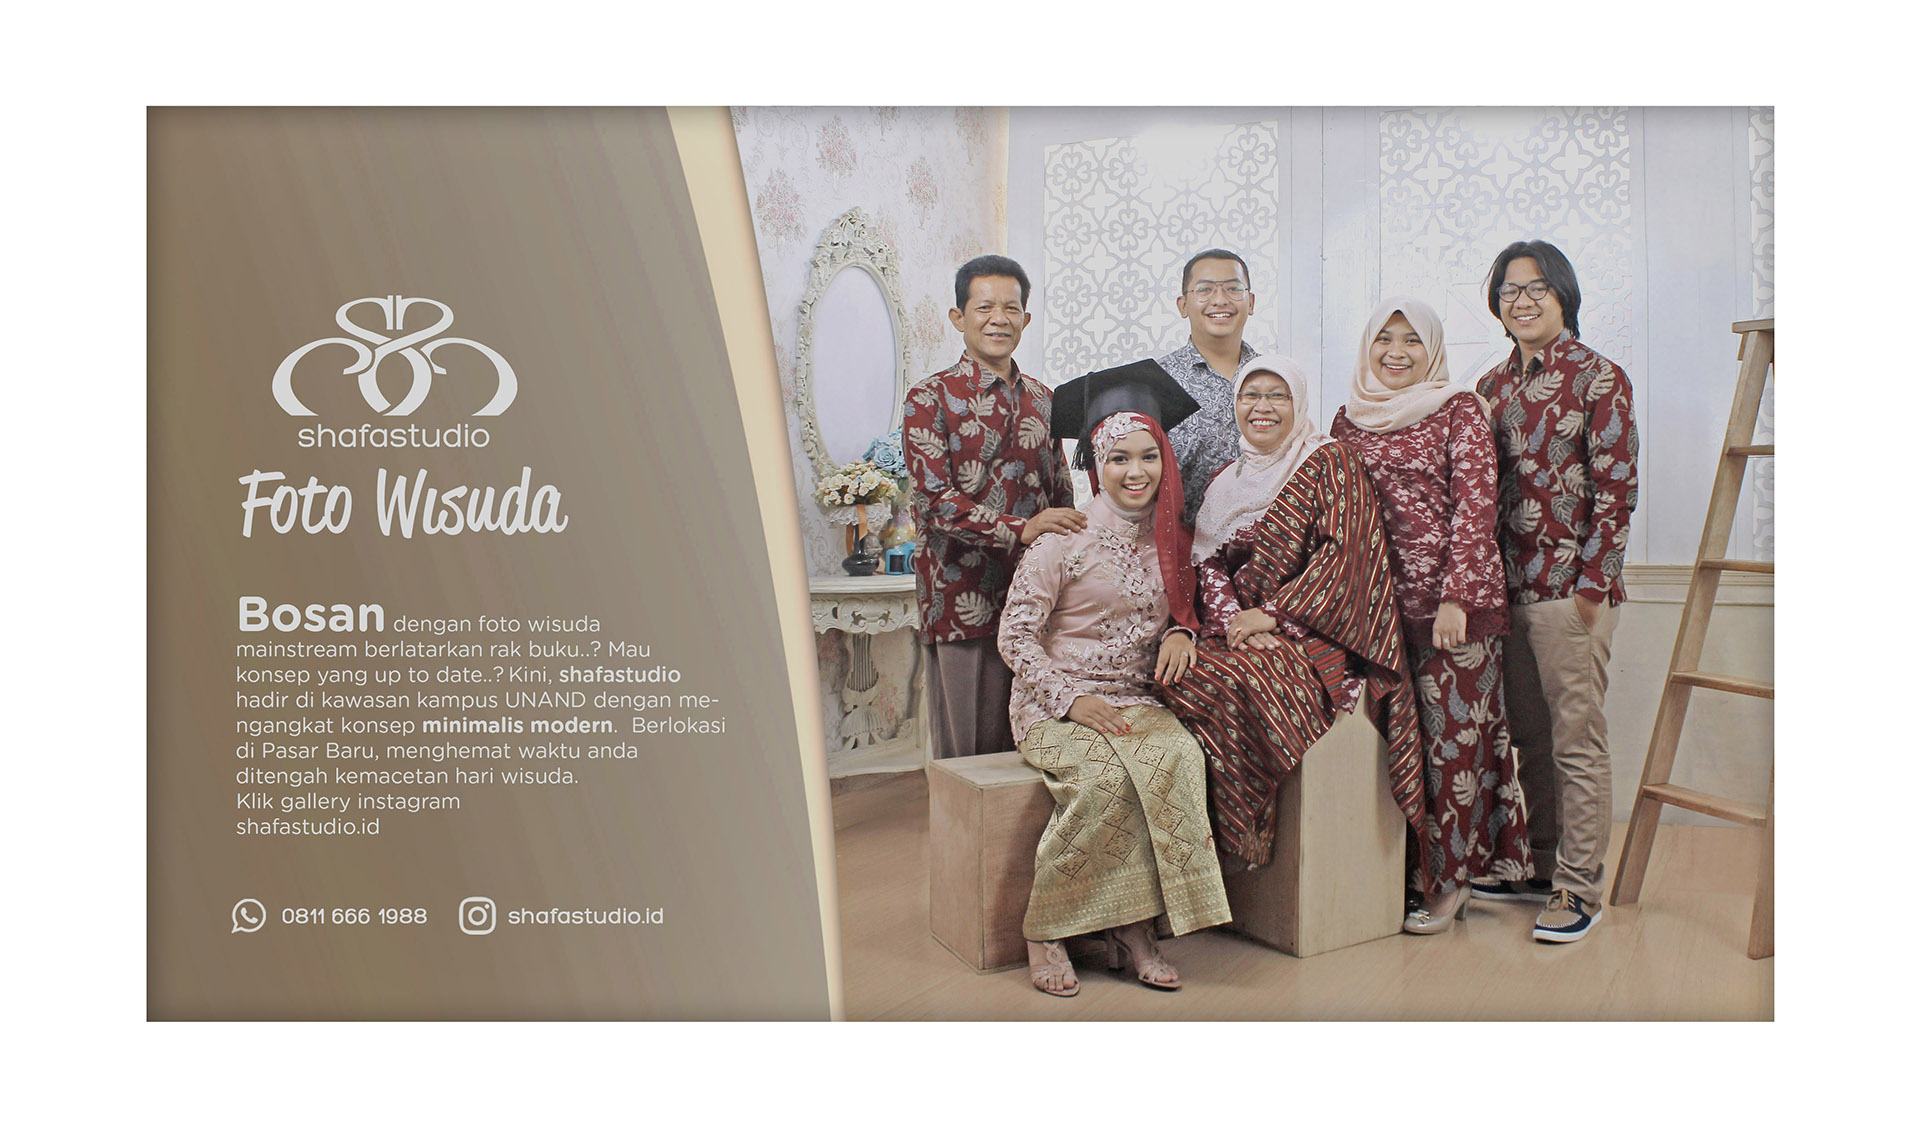 shafastudio
Foto Wisuda
Bosan dengan foto wisuda
mainstream berlatarkan rak buku..? Mau
konsep yang up to date..? Kini, shafastudio
hadir di kawasan kampus UNAND dengan me-
ngangkat konsep minimalis modern. Berlokasi
di Pasar Baru, menghemat waktu anda
ditengah kemacetan hari wisuda.
Klik gallery instagram
shafastudio.id
0811 666 1988 shafastudio.id